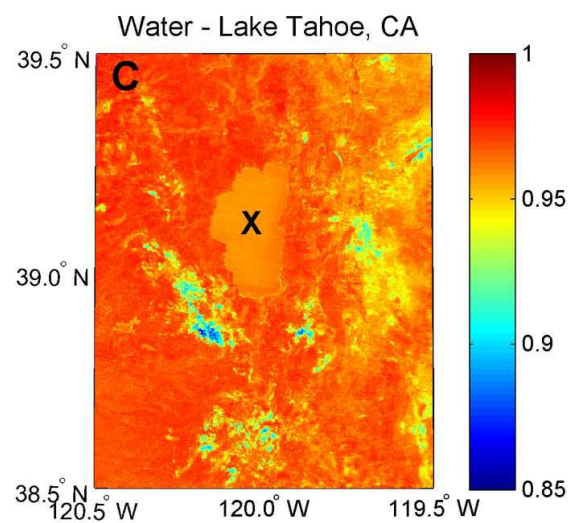 Water - Lake Tahoe, CA
39.5° N
C
1
0.95
X
39.0° N
0.9
38.5° N
0.85
120.5° W
120.0° W
119.5° W